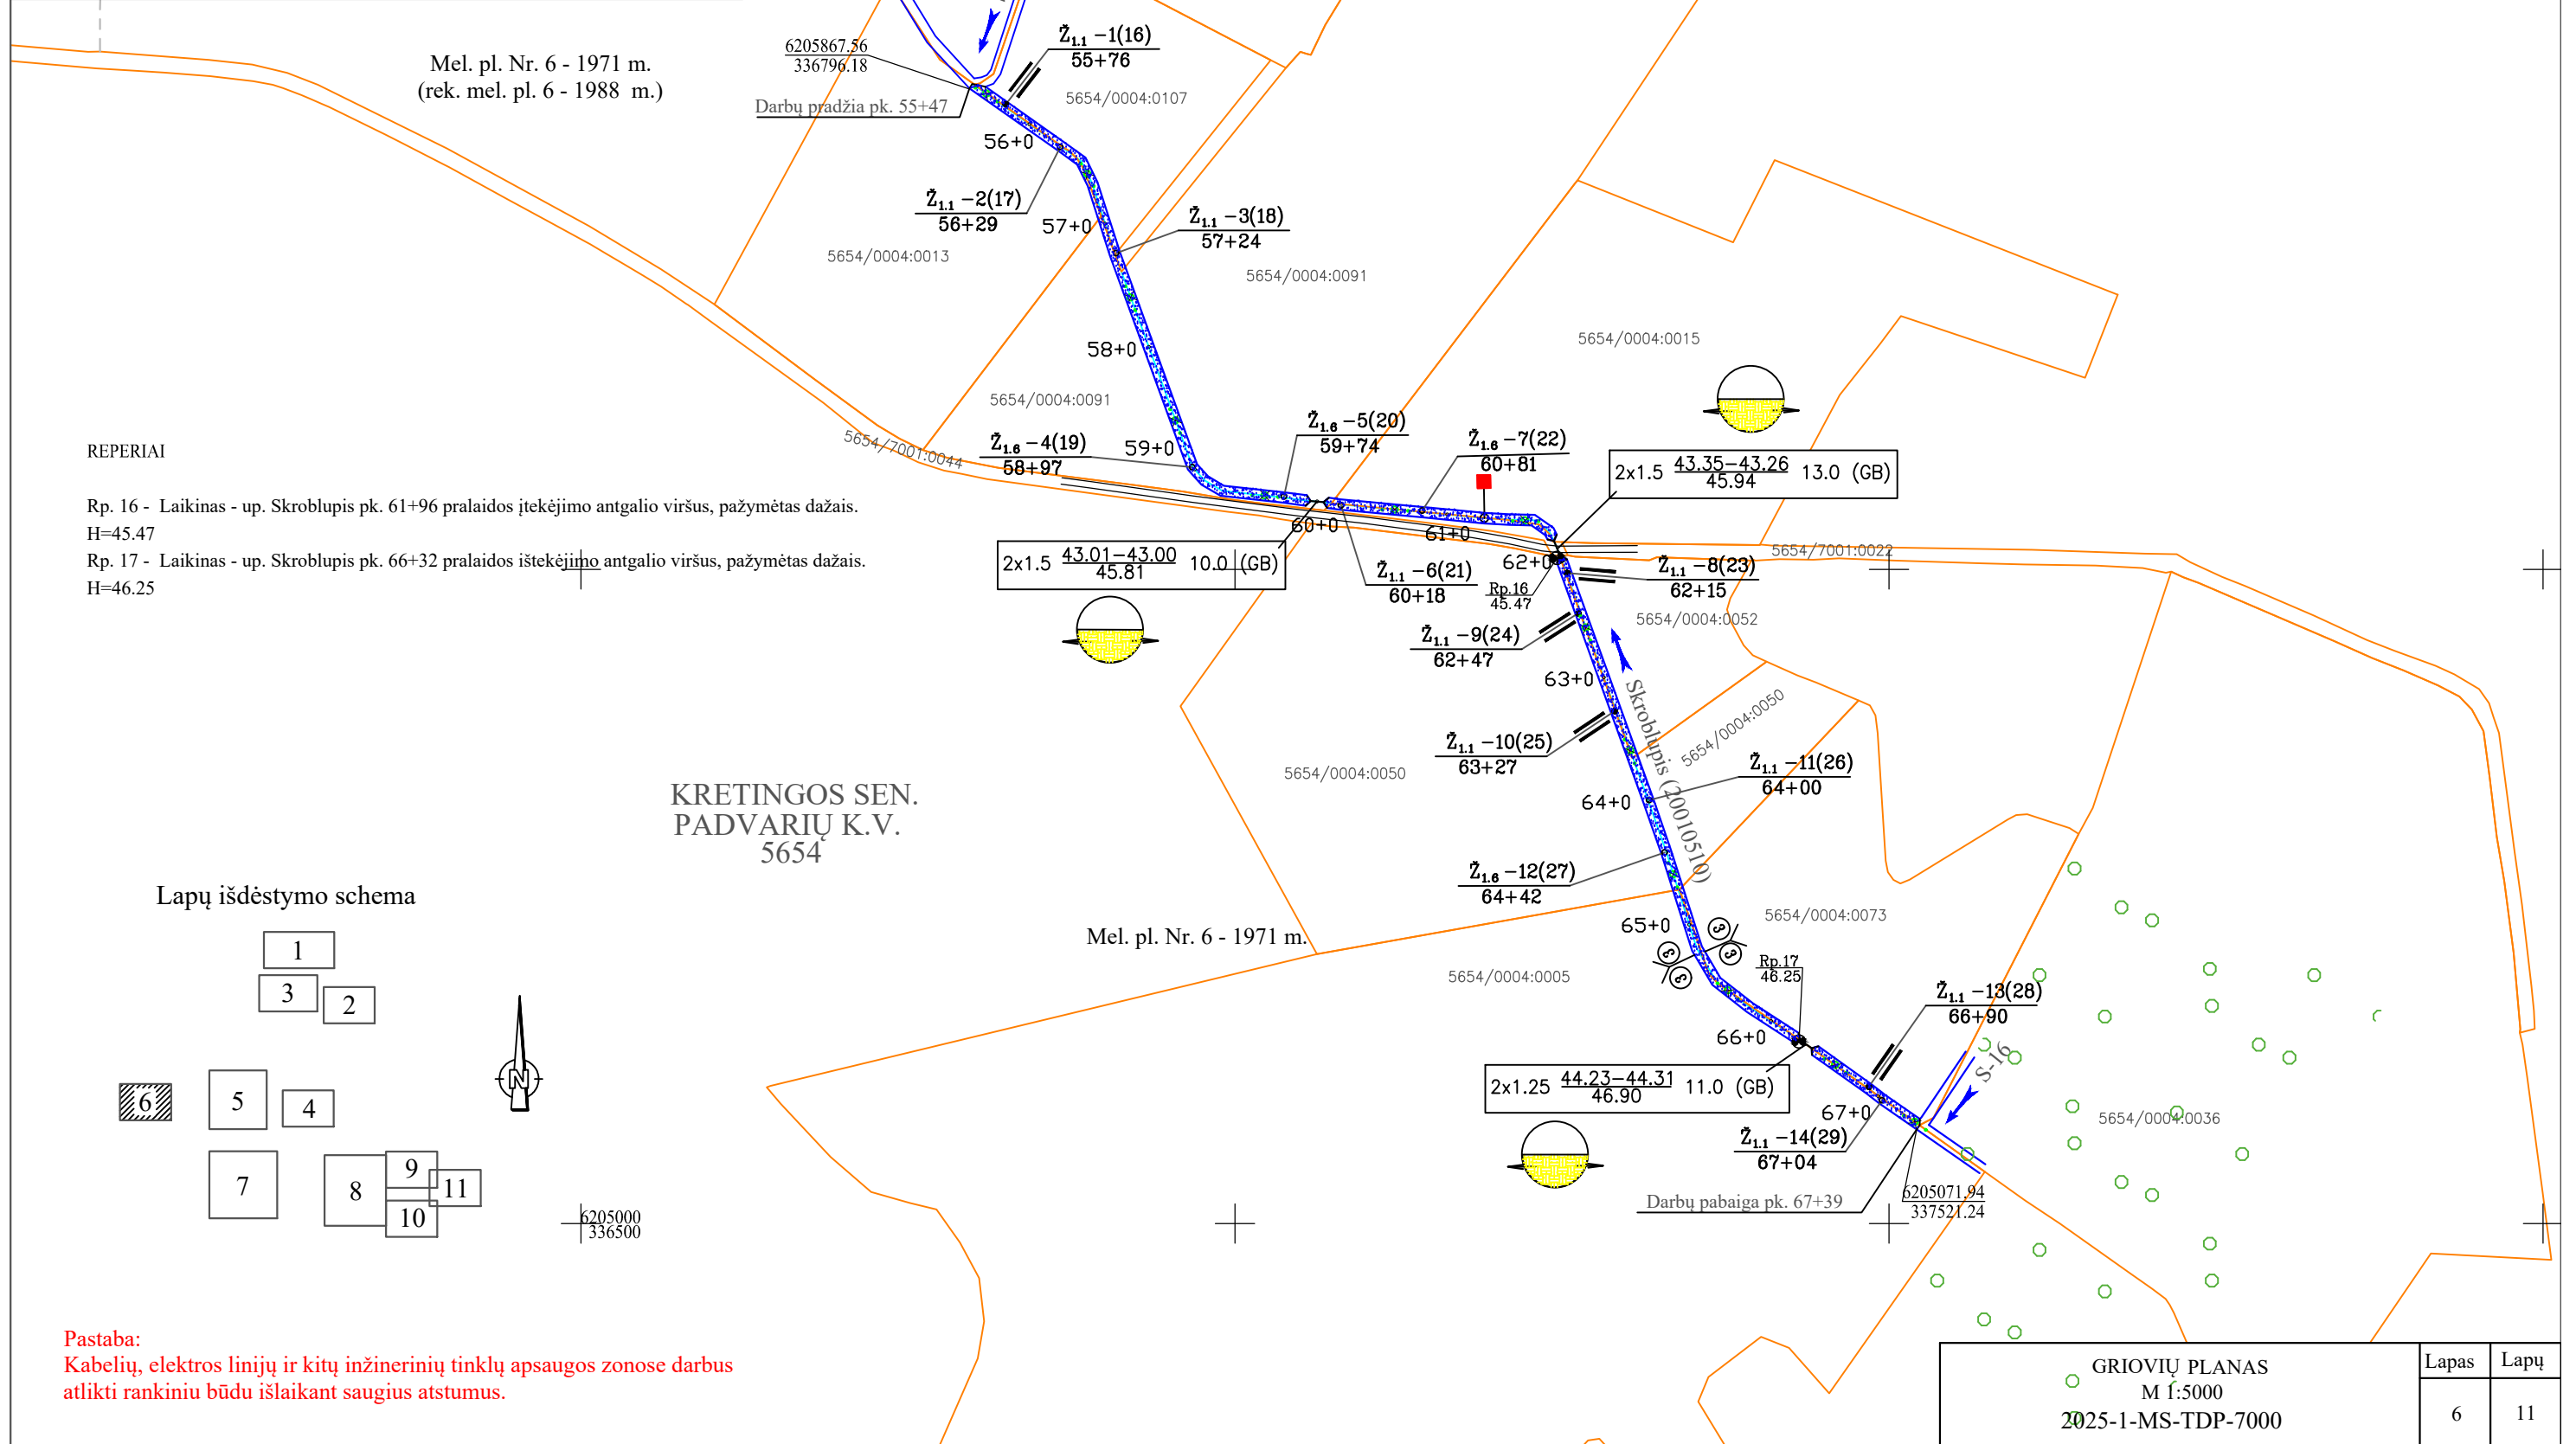 Mel. pl. Nr. 6 - 1971 m.
(rek. mel. pl. 6 - 1988 m.)
6205867.56
336796.18
Darbų pradžia pk. 55+47
Ž1.1 -1(16)
55+76
5654/0004:0107
56+0
Ž1.1 -2(17)
56+29
57+0
Ž1.1 -3(18)
57+24
5654/0004:0013
5654/0004:0091
58+0
5654/0004:0015
5654/0004:0091
5654/7001:0044
Ž1.6 -4(19)
58+97
59+0
Ž1.6 -5(20)
59+74
Ž1.6 -7(22)
60+81
2x1.5 43.35-43.26 13.0 (GB)
45.94
REPERIAI
Rp. 16 - Laikinas - up. Skroblupis pk. 61+96 pralaidos įtekėjimo antgalio viršus, pažymėtas dažais.
H=45.47
Rp. 17 - Laikinas - up. Skroblupis pk. 66+32 pralaidos ištekėjimo antgalio viršus, pažymėtas dažais.
H=46.25
60+0
61+0
2x1.5 43.01-43.00 10.0 (GB)
45.81
Ž1.1 -6(21)
60+18
62+0
Rp.16
45.47
5654/7001:0022
Ž1.1 -8(23)
62+15
5654/0004:0052
Ž1.1 -9(24)
62+47
63+0
Skroblupis (20010510)
5654/0004:0050
Ž1.1 -10(25)
63+27
5654/0004:0050
Ž1.1 -11(26)
64+00
64+0
KRETINGOS SEN.
PADVARIŲ K.V.
5654
Ž1.6 -12(27)
64+42
Lapų išdėstymo schema
1
3
2
6
5
4
7
8
9
11
10
N
Mel. pl. Nr. 6 - 1971 m.
65+0
5654/0004:0073
3
3
3
3
5654/0004:0005
Rp.17
46.25
66+0
Ž1.1 -13(28)
66+90
S-16
2x1.25 44.23-44.31 11.0 (GB)
46.90
67+0
Ž1.1 -14(29)
67+04
5654/0004:0036
Darbų pabaiga pk. 67+39
6205071.94
337521.24
6205000
336500
Pastaba:
Kabelių, elektros linijų ir kitų inžinerinių tinklų apsaugos zonose darbus
atlikti rankiniu būdu išlaikant saugius atstumus.
GRIOVIŲ PLANAS
M 1:5000
2025-1-MS-TDP-7000
Lapas
Lapų
6
11